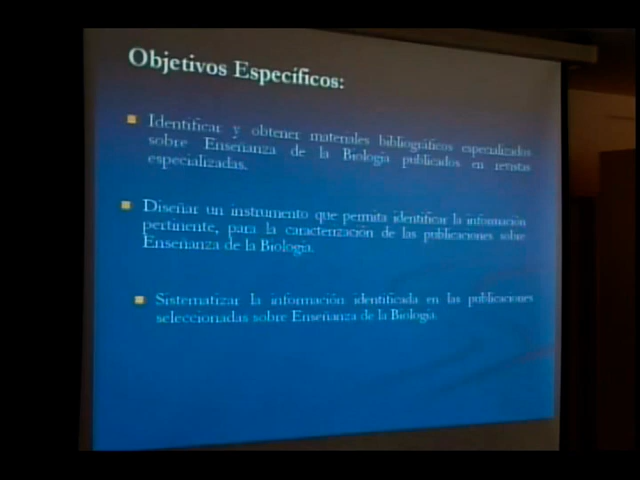 Objetivos Específicos:
Identificar y obtener materiales bibliográficos especializados
sobre Enseñanza de la Biología publicados en revistas
especializadas.
Diseñar un instrumento que permita identificar la información
pertinente, para la caracterización de las publicaciones sobre
Enseñanza de la Biología.
Sistematizar la información identificada en las publicaciones
seleccionadas sobre Enseñanza de la Biología.